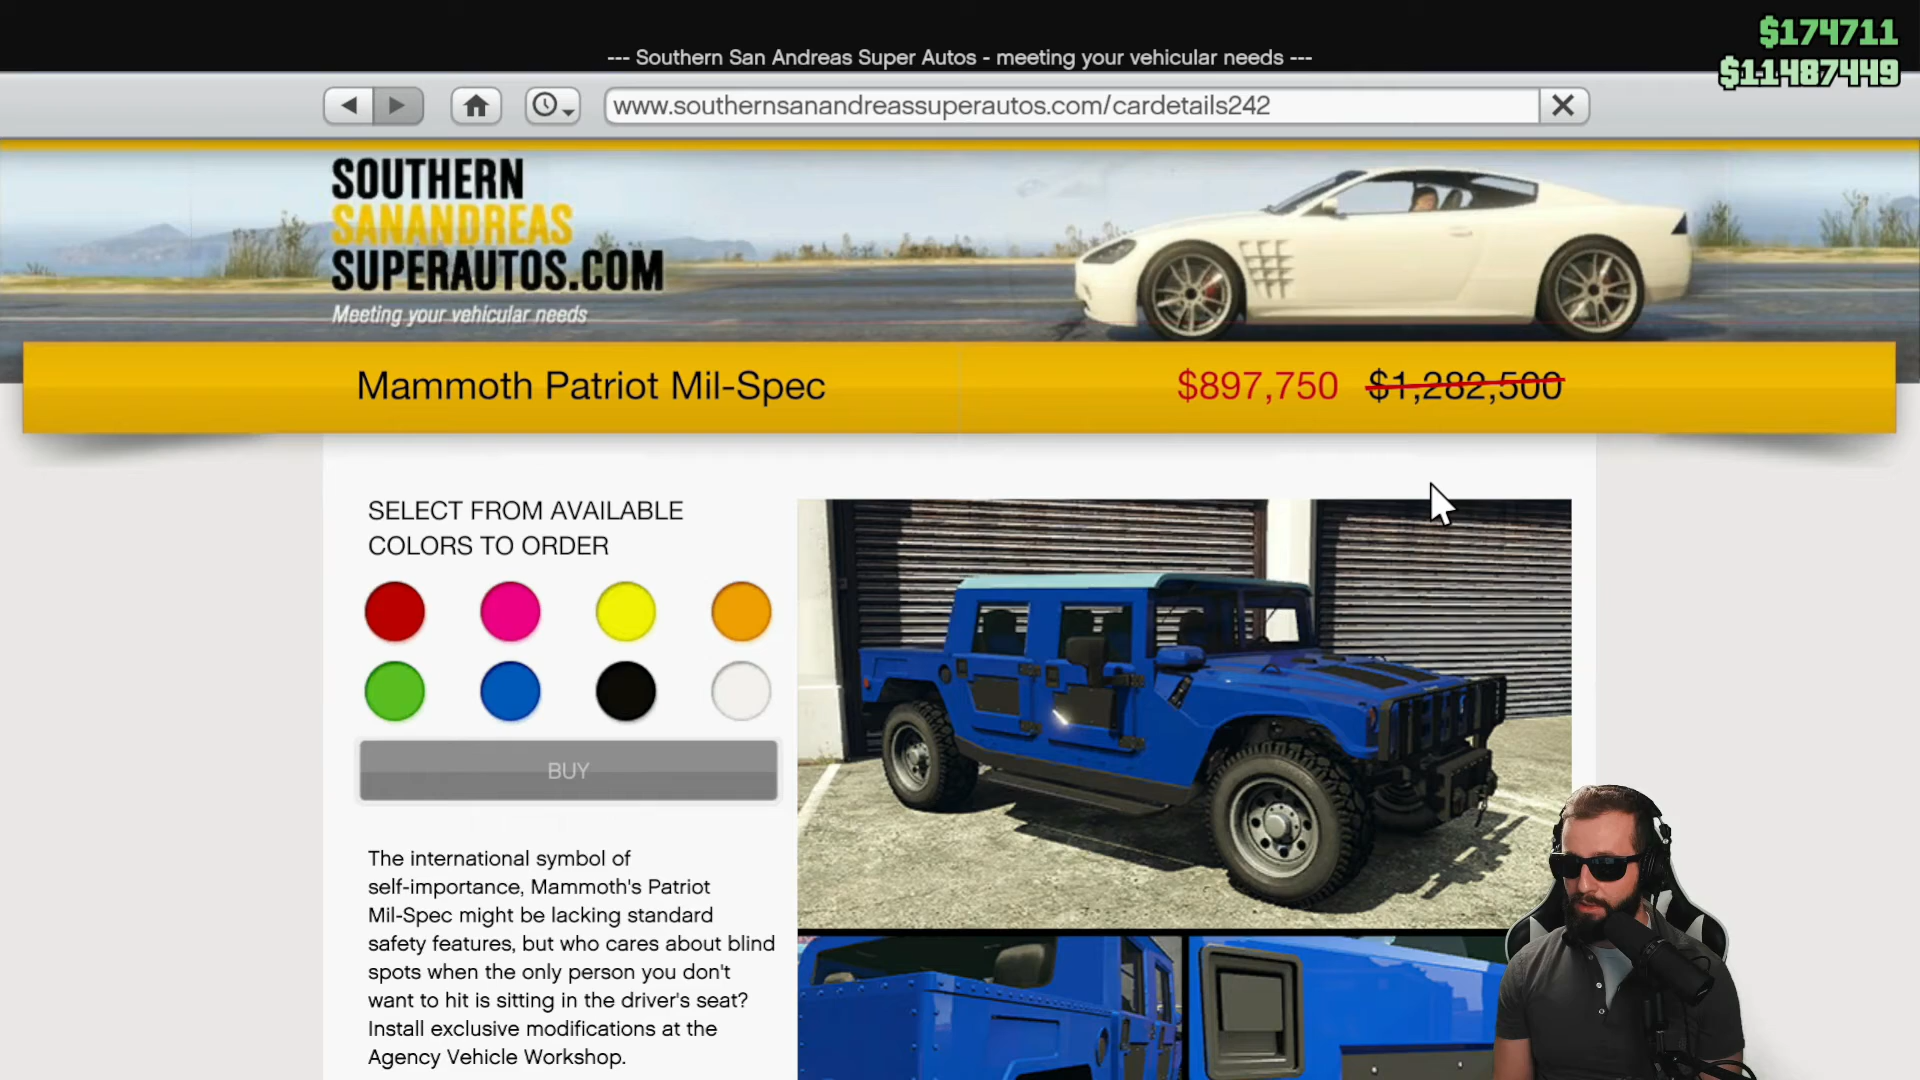 $174711
--- Southern San Andreas Super Autos - meeting your vehicular needs ---
$11487449
www.southernsanandreassuperautos.com/cardetails242
SOUTHERN
SANANDREAS
SUPERAUTOS.COM
Meeting your vehicular needs
Mammoth Patriot Mil-Spec $897,750 $1,282,500
SELECT FROM AVAILABLE
COLORS TO ORDER
BUY
The international symbol of
self-importance, Mammoth's Patriot
Mil-Spec might be lacking standard
safety features, but who cares about blind
spots when the only person you don't
want to hit is sitting in the driver's seat?
Install exclusive modifications at the
Agency Vehicle Workshop.